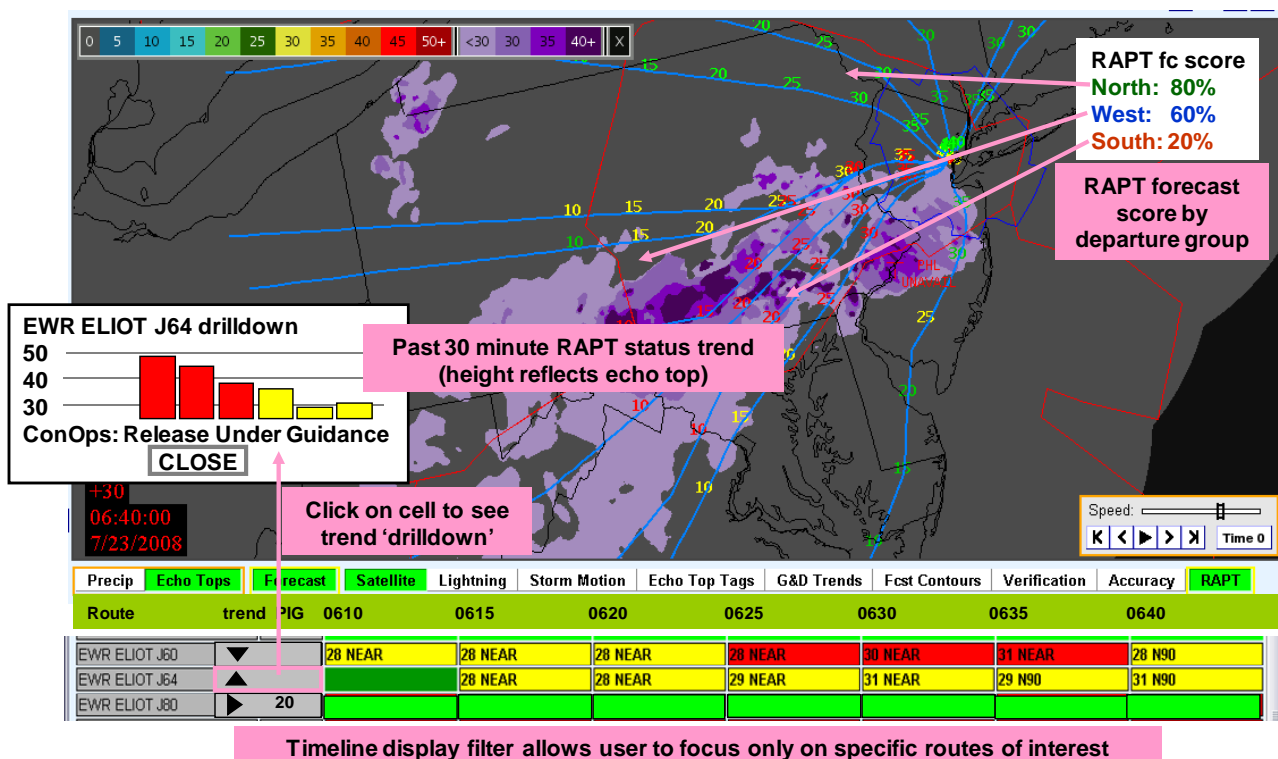 0 5 10 15 20 25 30 35 40 45 50+ <30 30 35 40+ X
RAPT fc score
North: 80%
West: 60%
South: 20%
RAPT forecast
score by
departure group
PHL
UNAVAIL
EWR ELIOT J64 drilldown
50
40
30
ConOps: Release Under Guidance
CLOSE
Past 30 minute RAPT status trend
(height reflects echo top)
Click on cell to see
trend ‘drilldown’
+30
06:40:00
7/23/2008
Speed:
Time 0
Precip Echo Tops Forecast Satellite Lightning Storm Motion Echo Top Tags G&D Trends Fcst Contours Verification Accuracy RAPT
Route trend PIG 0610 0615 0620 0625 0630 0635 0640
EWR ELIOT J60 28 NEAR 28 NEAR 28 NEAR 28 NEAR 30 NEAR 31 NEAR 28 N90
EWR ELIOT J64 28 NEAR 28 NEAR 29 NEAR 31 NEAR 29 N90 31 N90
EWR ELIOT J80 20
Timeline display filter allows user to focus only on specific routes of interest